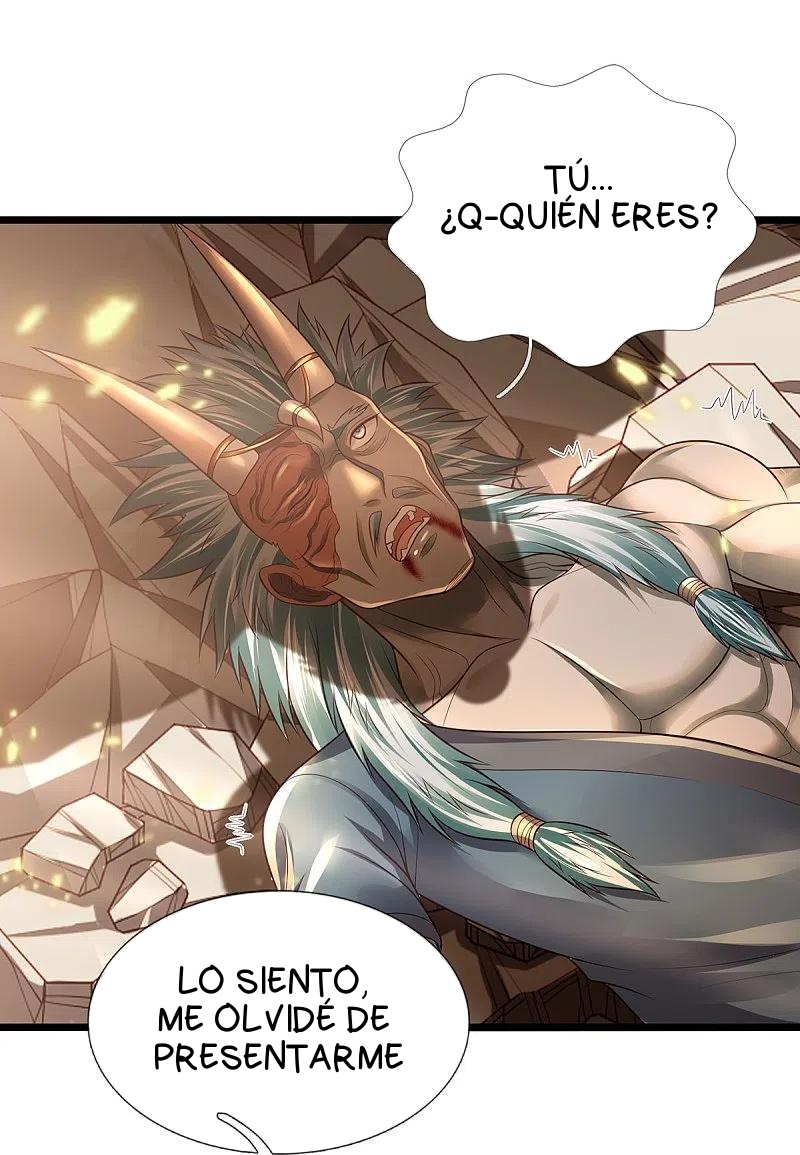 TÚ...
¿Q-QUIÉN ERES?
LO SIENTO,
ME OLVIDÉ DE
PRESENTARME